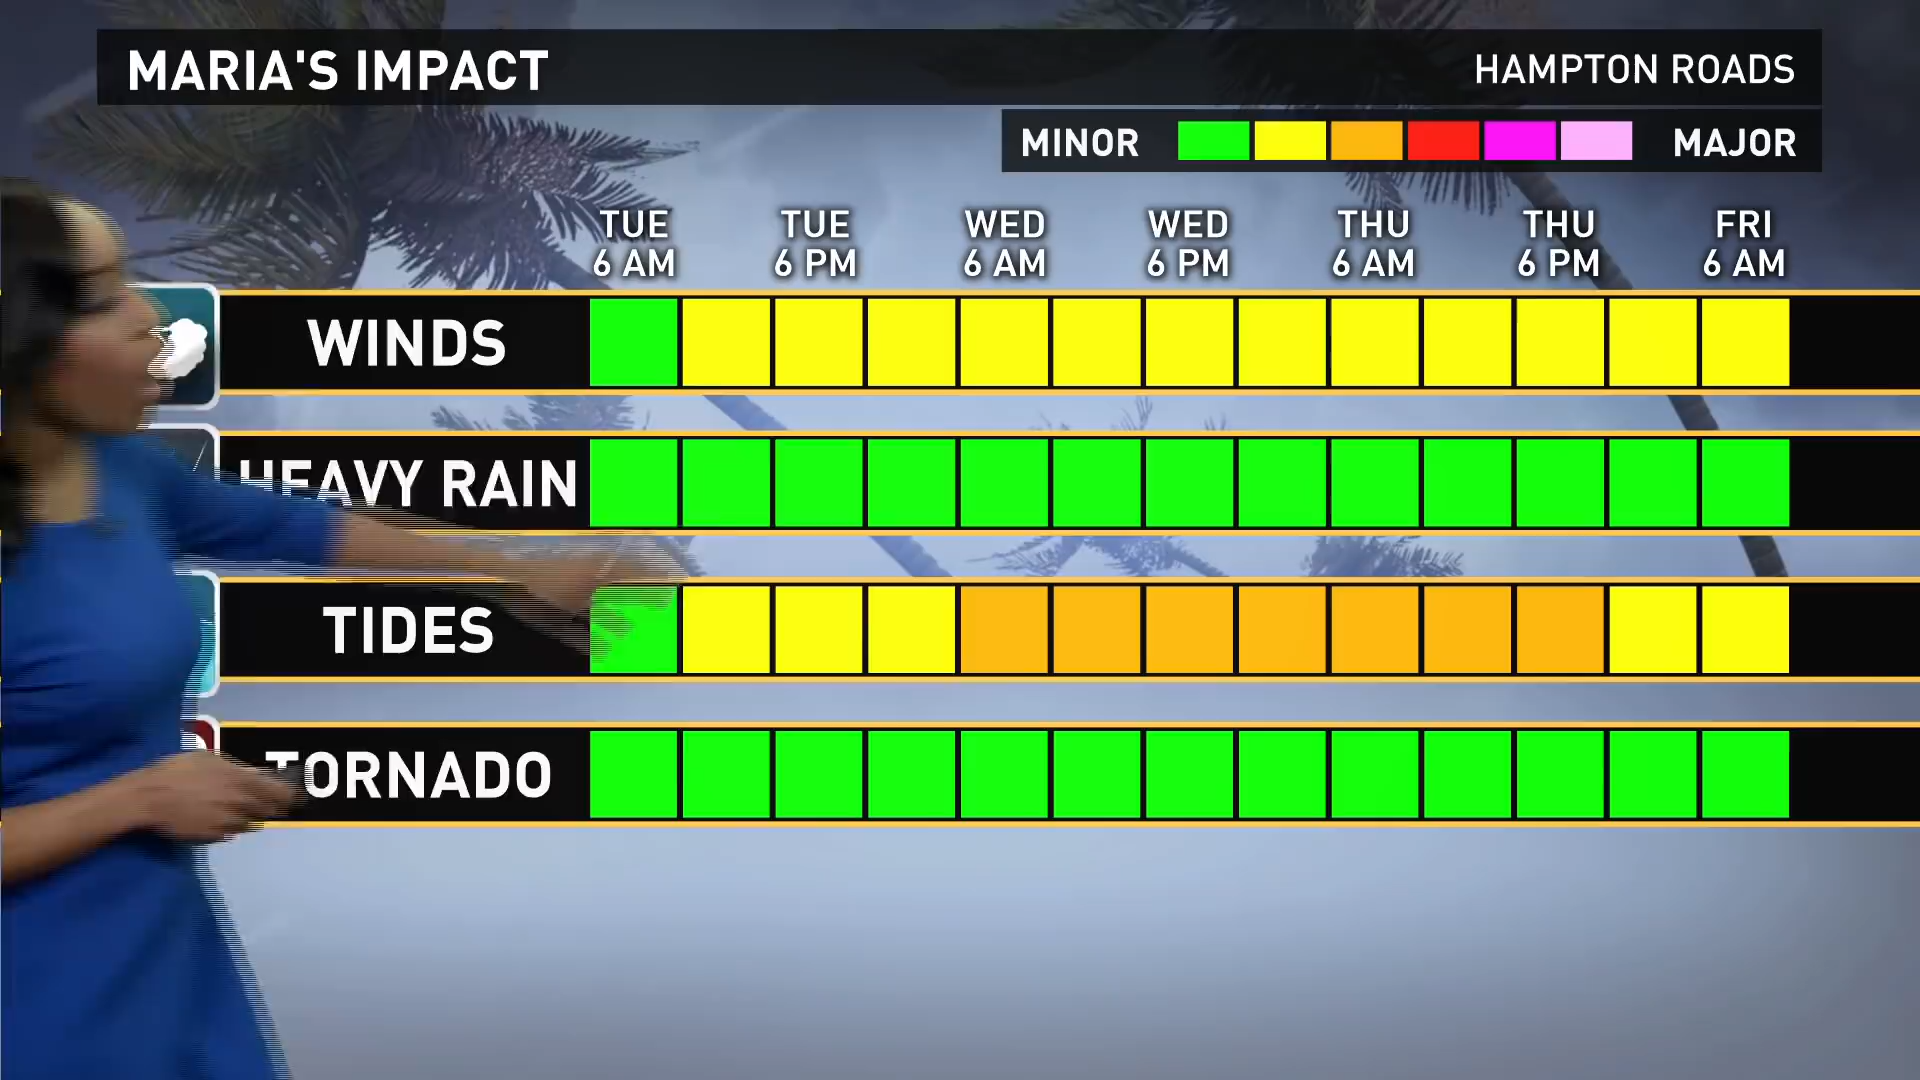 MARIA'S IMPACT
HAMPTON ROADS
MINOR MAJOR
TUE TUE WED WED THU THU FRI
6 AM 6 PM 6 AM 6 PM 6 AM 6 PM 6 AM
WINDS
HEAVY RAIN
TIDES
TORNADO